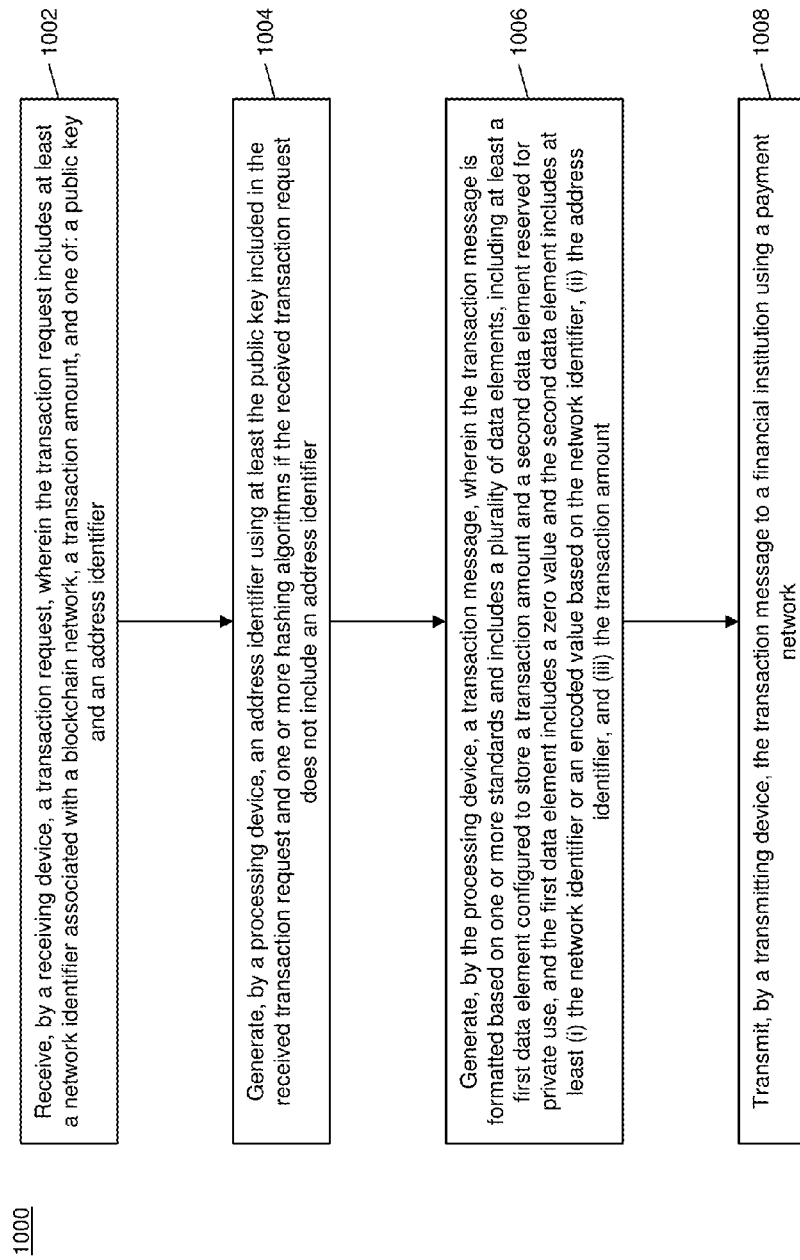 1000
Receive, by a receiving device, a transaction request, wherein the transaction request includes at least
a network identifier associated with a blockchain network, a transaction amount, and one of: a public key
and an address identifier
1002
Generate, by a processing device, an address identifier using at least the public key included in the
received transaction request and one or more hashing algorithms if the received transaction request
does not include an address identifier
1004
Generate, by the processing device, a transaction message, wherein the transaction message is
formatted based on one or more standards and includes a plurality of data elements, including at least a
first data element configured to store a transaction amount and a second data element reserved for
private use, and the first data element includes a zero value and the second data element includes at
least (i) the network identifier or an encoded value based on the network identifier, (ii) the address
identifier, and (iii) the transaction amount
1006
Transmit, by a transmitting device, the transaction message to a financial institution using a payment
network
1008